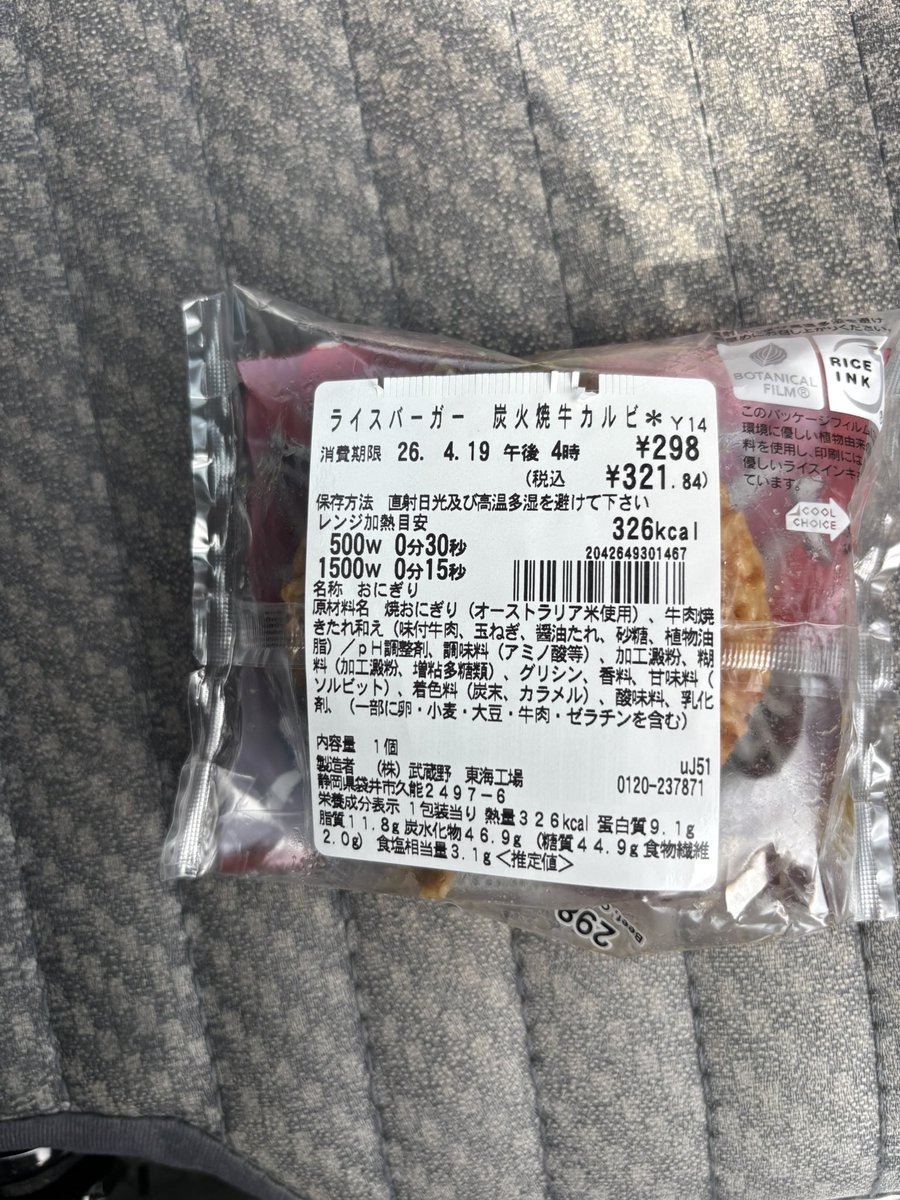 BOTANICAL
FILM®
RICE
INK
このパッケージフィルム
環境に優しい植物由来
料を使用し、印刷には
優しいライスインキ
ています。
COOL
CHOICE
ライスバーガー 炭火焼牛カルビ＊ Y14
消費期限 26. 4.19 午後 4時 ¥298
(税込 ¥321.84)
保存方法 直射日光及び高温多湿を避けて下さい
レンジ加熱目安 326kcal
500W 0分30秒 2042649301467
1500W 0分15秒
名称 おにぎり
原材料名 焼おにぎり（オーストラリア米使用）、牛肉焼
きたれ和え（味付牛肉、玉ねぎ、醤油たれ、砂糖、植物油
脂）／pH調整剤、調味料（アミノ酸等）、加工澱粉、糊
料（加工澱粉、増粘多糖類）、グリシン、香料、甘味料（
ソルビット）、着色料（炭末、カラメル）、酸味料、乳化
剤、（一部に卵・小麦・大豆・牛肉・ゼラチンを含む）
内容量 1個
製造者 （株）武蔵野 東海工場 uJ51
静岡県袋井市久能2497-6 0120-237871
栄養成分表示 1包装当り 熱量326kcal 蛋白質9.1g
脂質11.8g 炭水化物46.9g (糖質44.9g 食物繊維
2.0g) 食塩相当量3.1g<推定値>
298